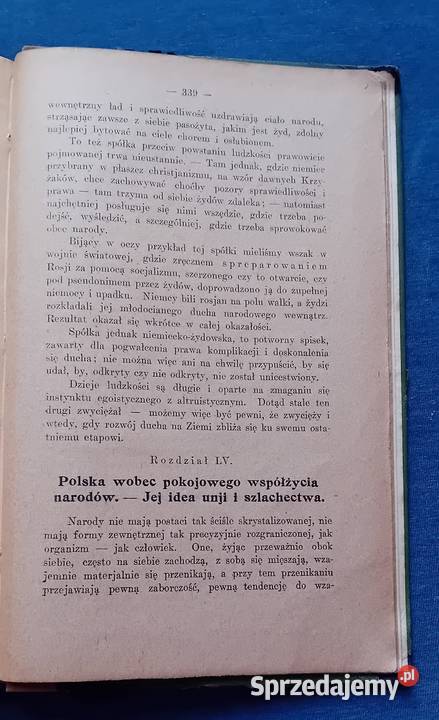 — 339 —
wewnętrzny ład i sprawiedliwość uzdrawiają ciało narodu,
strząsając zawsze z siebie pasożyta, jakim jest żyd, zdolny
najlepiej bytować na ciele chorem i osłabionem.
To też spółka przeciw powstaniu ludzkości prawowicie
pojmowanej trwa nieustannie. — Tam jednak, gdzie niemiec
przybrany w płaszcz christjanizmu, na wzór dawnych Krzy-
żaków, chce zachowywać choćby pozory sprawiedliwości i
prawa — tam trzyma od siebie żydów zdaleka; — natomiast
najchętniej posługuje się nimi wszędzie, gdzie trzeba po-
dejść, wyśledzić, a szczególniej, gdzie trzeba sprowokować
obce narody.
Bijący w oczy przykład tej spółki mieliśmy wszak w
wojnie światowej, gdzie zręcznem spreparowaniem
Rosji za pomocą socjalizmu, szerzonego czy to otwarcie, czy
pod pseudonimem przez żydów, doprowadzono ją do zupełnej
niemocy i upadku. Niemcy bili rosjan na polu walki, a żydzi
rozkładali jej młodocianego ducha narodowego wewnątrz.
Rezultat okazał się wkrótce w całej okazałości.
Spółka jednak niemiecko-żydowska, to potworny spisek,
zawarty dla pogwałcenia prawa komplikacji i doskonalenia
się ducha; nie można więc ani na chwilę przypuścić, by się
udał, by, odkryty czy nie odkryty, nie został unicestwiony.
Dzieje ludzkości są długie i oparte na zmaganiu się
instynktu egoistycznego z altruistycznym. Dotąd stale ten
drugi zwyciężał — możemy więc być pewni, że zwycięży i
wtedy, gdy rozwój ducha na Ziemi zbliża się ku swemu osta-
tniemu etapowi.
Rozdział LV.
Polska wobec pokojowego współżycia
narodów. — Jej idea unji i szlachectwa.
Narody nie mają postaci tak ściśle skrystalizowanej, nie
mają formy zewnętrznej tak precyzyjnie rozgraniczonej, jak
organizm — jak człowiek. One, żyjąc przeważnie obok
siebie, często na siebie zachodzą, z sobą się mięszają, wza-
jemnie materjalnie się przenikają, a przy tem przenikaniu
przejawiają pewną zaborczość, pewną tendencję do wza-
Sprzedajemy.pl